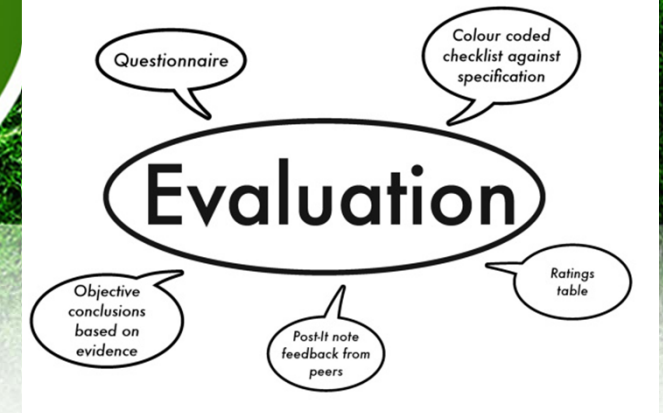 Questionnaire
Colour coded
checklist against
specification
Evaluation
Objective
conclusions
based on
evidence
Post-It note
feedback from
peers
Ratings
table